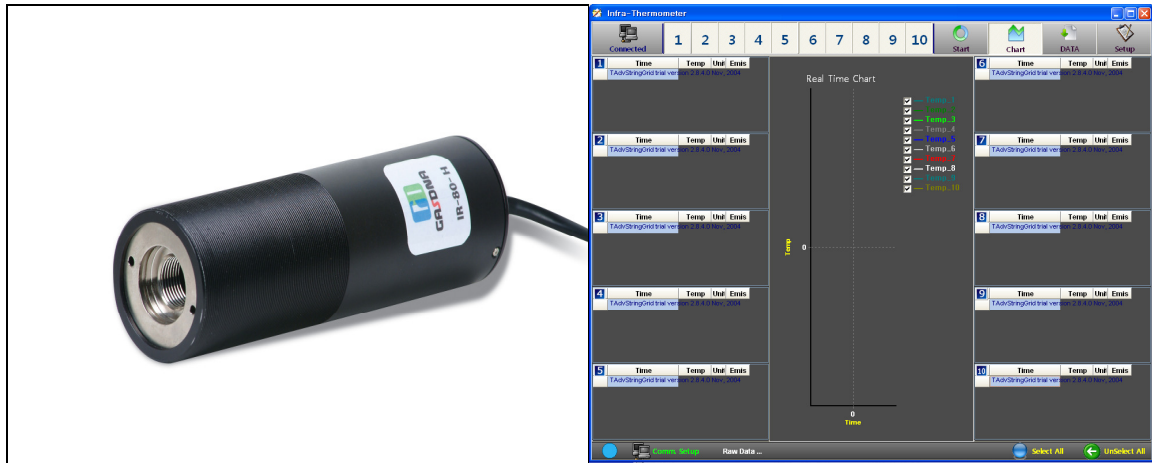 GASDNA
IR-80-H
Infra-Thermometer
Connected 1 2 3 4 5 6 7 8 9 10 Start Chart DATA Setup
1 Time Temp Unit Emis
TAdvStringGrid trial version 2.8.4.0 Nov, 2004
2 Time Temp Unit Emis
TAdvStringGrid trial version 2.8.4.0 Nov, 2004
3 Time Temp Unit Emis
TAdvStringGrid trial version 2.8.4.0 Nov, 2004
4 Time Temp Unit Emis
TAdvStringGrid trial version 2.8.4.0 Nov, 2004
5 Time Temp Unit Emis
TAdvStringGrid trial version 2.8.4.0 Nov, 2004
Real Time Chart
Temp_1
Temp_3
Temp_4
Temp_5
Temp_6
Temp_8
Temp_9
Temp_10
Temp
0
0
Time
6 Time Temp Unit Emis
TAdvStringGrid trial version 2.8.4.0 Nov, 2004
7 Time Temp Unit Emis
TAdvStringGrid trial version 2.8.4.0 Nov, 2004
8 Time Temp Unit Emis
TAdvStringGrid trial version 2.8.4.0 Nov, 2004
9 Time Temp Unit Emis
TAdvStringGrid trial version 2.8.4.0 Nov, 2004
10 Time Temp Unit Emis
TAdvStringGrid trial version 2.8.4.0 Nov, 2004
Comm. Setup Raw Data ... Select All UnSelect All